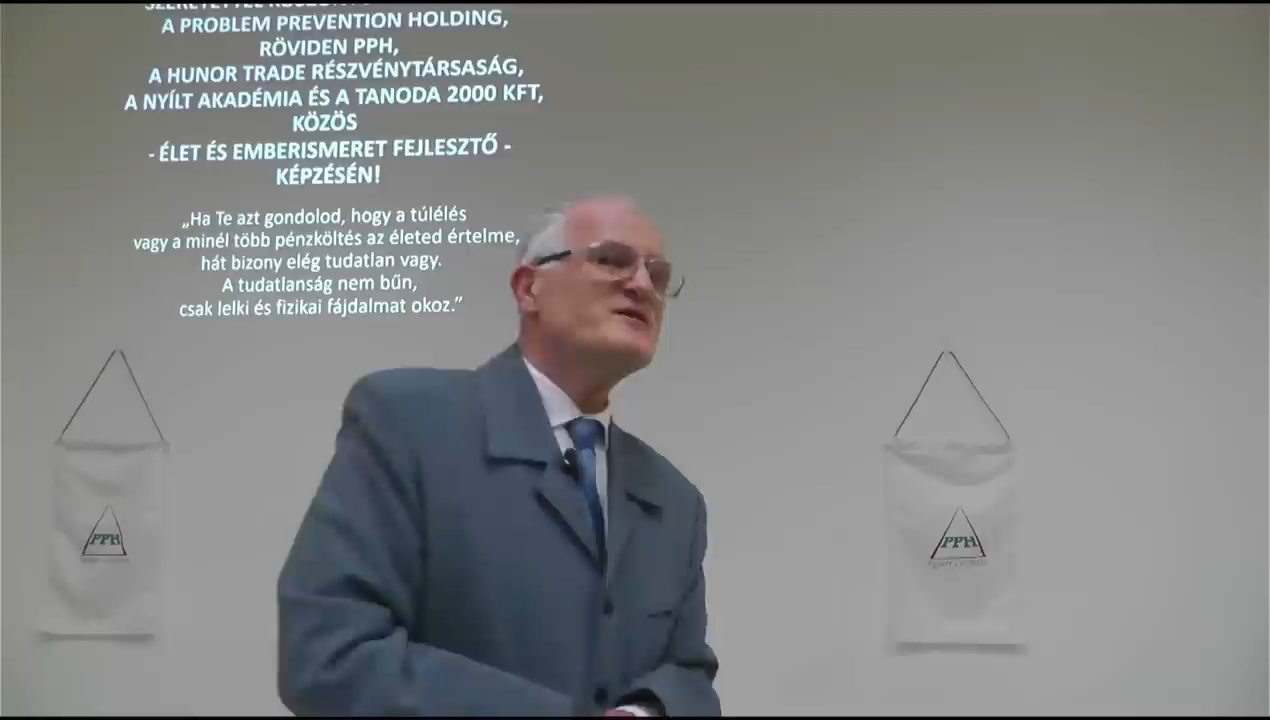 A PROBLEM PREVENTION HOLDING,
RÖVIDEN PPH,
A HUNOR TRADE RÉSZVÉNYTÁRSASÁG,
A NYÍLT AKADÉMIA ÉS A TANODA 2000 KFT,
KÖZÖS
- ÉLET ÉS EMBERISMERET FEJLESZTŐ -
KÉPZÉSÉN!
„Ha Te azt gondolod, hogy a túlélés
vagy a minél több pénzköltés az életed értelme,
hát bizony elég tudatlan vagy.
A tudatlanság nem bűn,
csak lelki és fizikai fájdalmat okoz.”
PPH
PPH